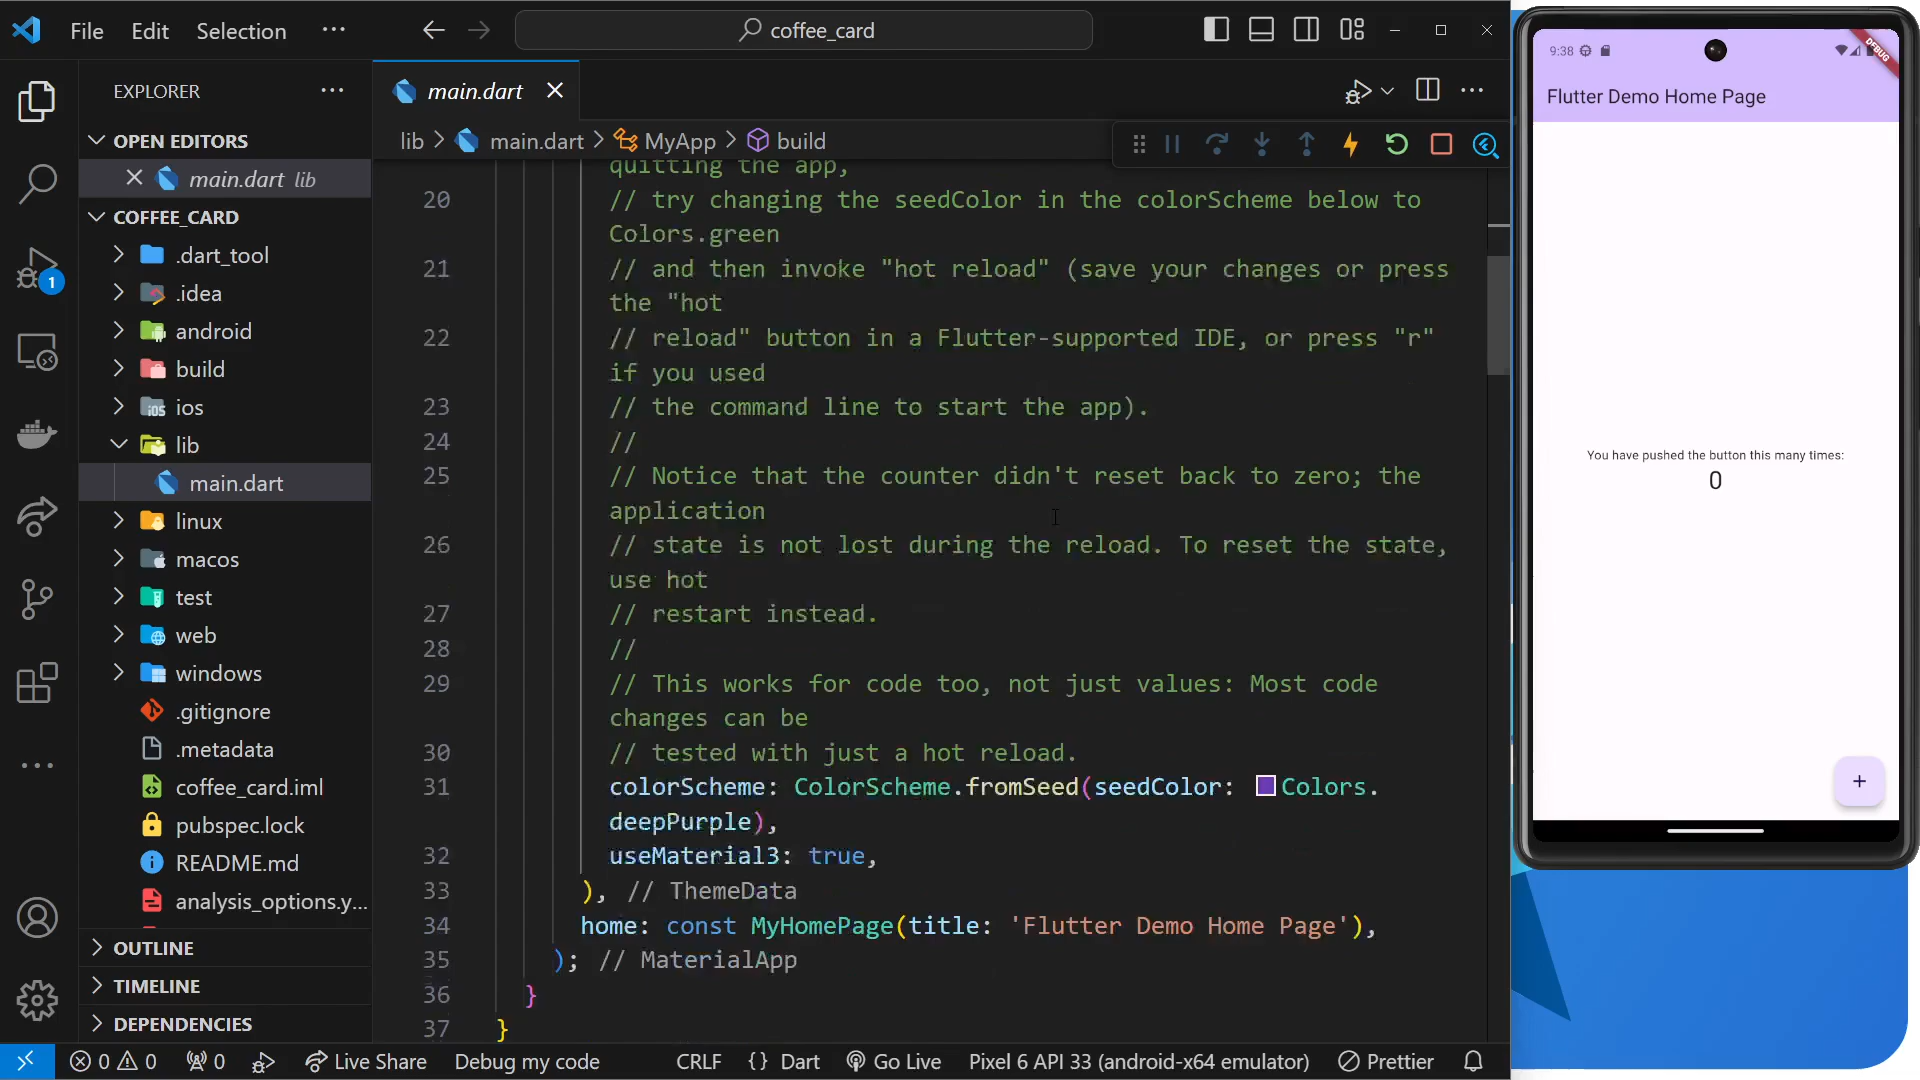 File Edit Selection ···
coffee_card
EXPLORER
OPEN EDITORS
main.dart lib
COFFEE_CARD
.dart_tool
.idea
android
build
ios
lib
main.dart
linux
macos
test
web
windows
.gitignore
.metadata
coffee_card.iml
pubspec.lock
README.md
analysis_options.y...
OUTLINE
TIMELINE
DEPENDENCIES
1
main.dart
lib > main.dart > MyApp > build
quitting the app,
20 // try changing the seedColor in the colorScheme below to
Colors.green
21 // and then invoke "hot reload" (save your changes or press
the "hot
22 // reload" button in a Flutter-supported IDE, or press "r"
if you used
23 // the command line to start the app).
24 //
25 // Notice that the counter didn't reset back to zero; the
application
26 // state is not lost during the reload. To reset the state,
use hot
27 // restart instead.
28 //
29 // This works for code too, not just values: Most code
changes can be
30 // tested with just a hot reload.
31 colorScheme: ColorScheme.fromSeed(seedColor: Colors.
deepPurple),
32 useMaterial3: true,
33 ), // ThemeData
34 home: const MyHomePage(title: 'Flutter Demo Home Page'),
35 ); // MaterialApp
36 }
37 }
0 0 0 Live Share Debug my code CRLF {} Dart Go Live Pixel 6 API 33 (android-x64 emulator) Prettier
9:38
DEBUG
Flutter Demo Home Page
You have pushed the button this many times:
0
+